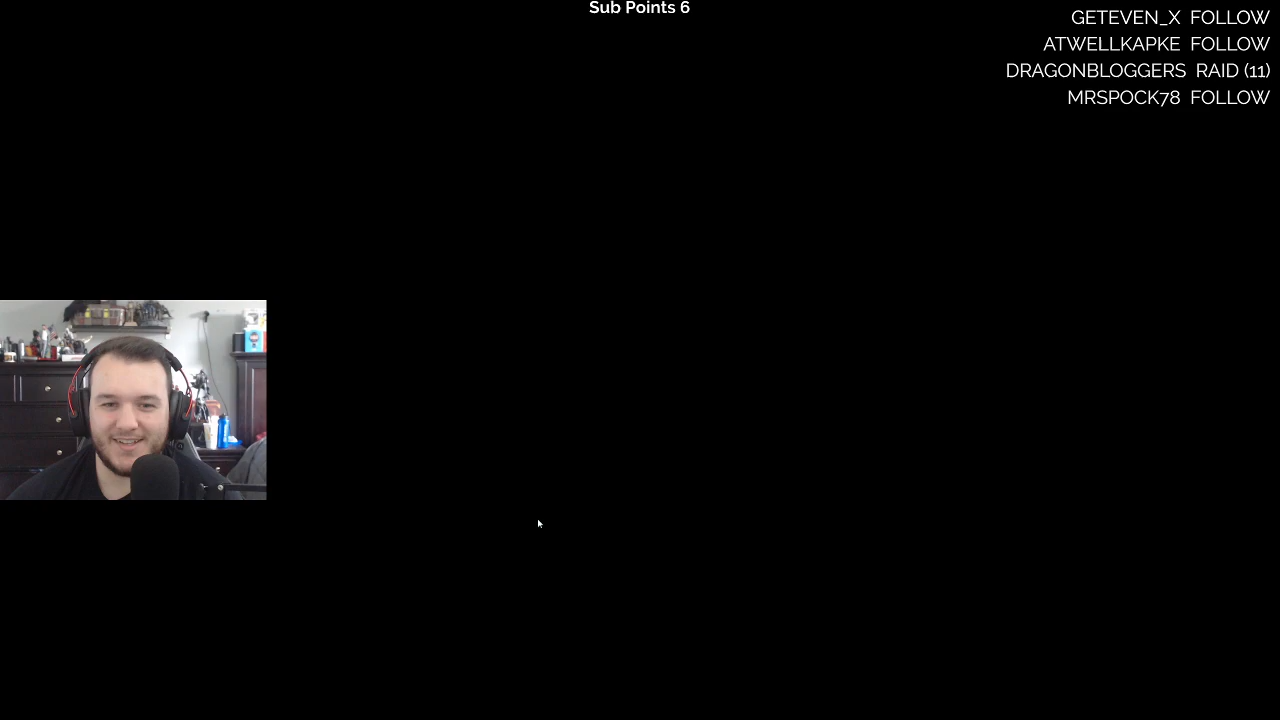 Sub Points 6
GETEVEN_X FOLLOW
ATWELLKAPKE FOLLOW
DRAGONBLOGGERS RAID (11)
MRSPOCK78 FOLLOW